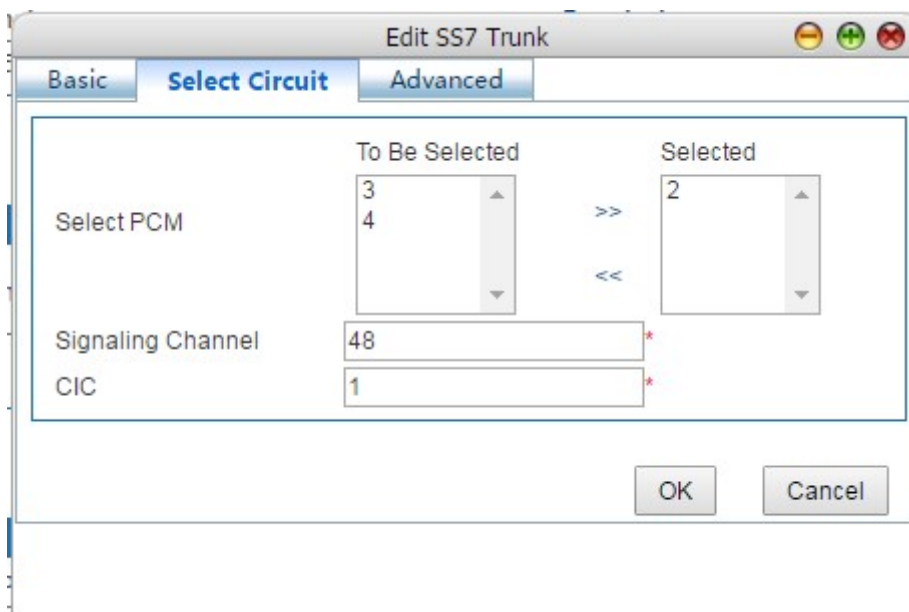 Edit SS7 Trunk
Basic Select Circuit Advanced
To Be Selected Selected
3 2
Select PCM 4 >>
<<
Signaling Channel 48 *
CIC 1 *
OK Cancel